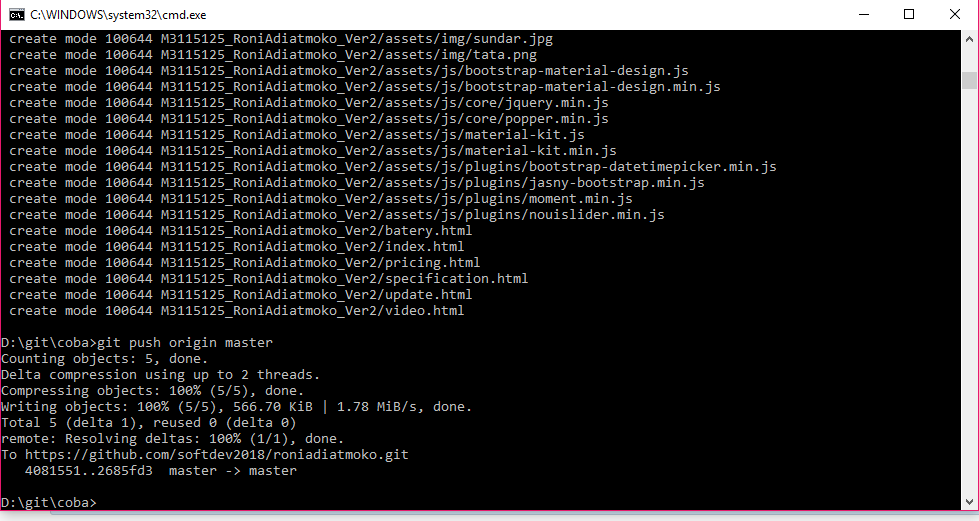 C:\WINDOWS\system32\cmd.exe
create mode 100644 M3115125_RoniAdiatmoko_Ver2/assets/img/sundar.jpg
create mode 100644 M3115125_RoniAdiatmoko_Ver2/assets/img/tata.png
create mode 100644 M3115125_RoniAdiatmoko_Ver2/assets/js/bootstrap-material-design.js
create mode 100644 M3115125_RoniAdiatmoko_Ver2/assets/js/bootstrap-material-design.min.js
create mode 100644 M3115125_RoniAdiatmoko_Ver2/assets/js/core/jquery.min.js
create mode 100644 M3115125_RoniAdiatmoko_Ver2/assets/js/core/popper.min.js
create mode 100644 M3115125_RoniAdiatmoko_Ver2/assets/js/material-kit.js
create mode 100644 M3115125_RoniAdiatmoko_Ver2/assets/js/material-kit.min.js
create mode 100644 M3115125_RoniAdiatmoko_Ver2/assets/js/plugins/bootstrap-datetimepicker.min.js
create mode 100644 M3115125_RoniAdiatmoko_Ver2/assets/js/plugins/jasny-bootstrap.min.js
create mode 100644 M3115125_RoniAdiatmoko_Ver2/assets/js/plugins/moment.min.js
create mode 100644 M3115125_RoniAdiatmoko_Ver2/assets/js/plugins/nouislider.min.js
create mode 100644 M3115125_RoniAdiatmoko_Ver2/batery.html
create mode 100644 M3115125_RoniAdiatmoko_Ver2/index.html
create mode 100644 M3115125_RoniAdiatmoko_Ver2/pricing.html
create mode 100644 M3115125_RoniAdiatmoko_Ver2/specification.html
create mode 100644 M3115125_RoniAdiatmoko_Ver2/update.html
create mode 100644 M3115125_RoniAdiatmoko_Ver2/video.html
D:\git\coba>git push origin master
Counting objects: 5, done.
Delta compression using up to 2 threads.
Compressing objects: 100% (5/5), done.
Writing objects: 100% (5/5), 566.70 KiB | 1.78 MiB/s, done.
Total 5 (delta 1), reused 0 (delta 0)
remote: Resolving deltas: 100% (1/1), done.
To https://github.com/softdev2018/roniadiatmoko.git
4081551..2685fd3  master -> master
D:\git\coba>